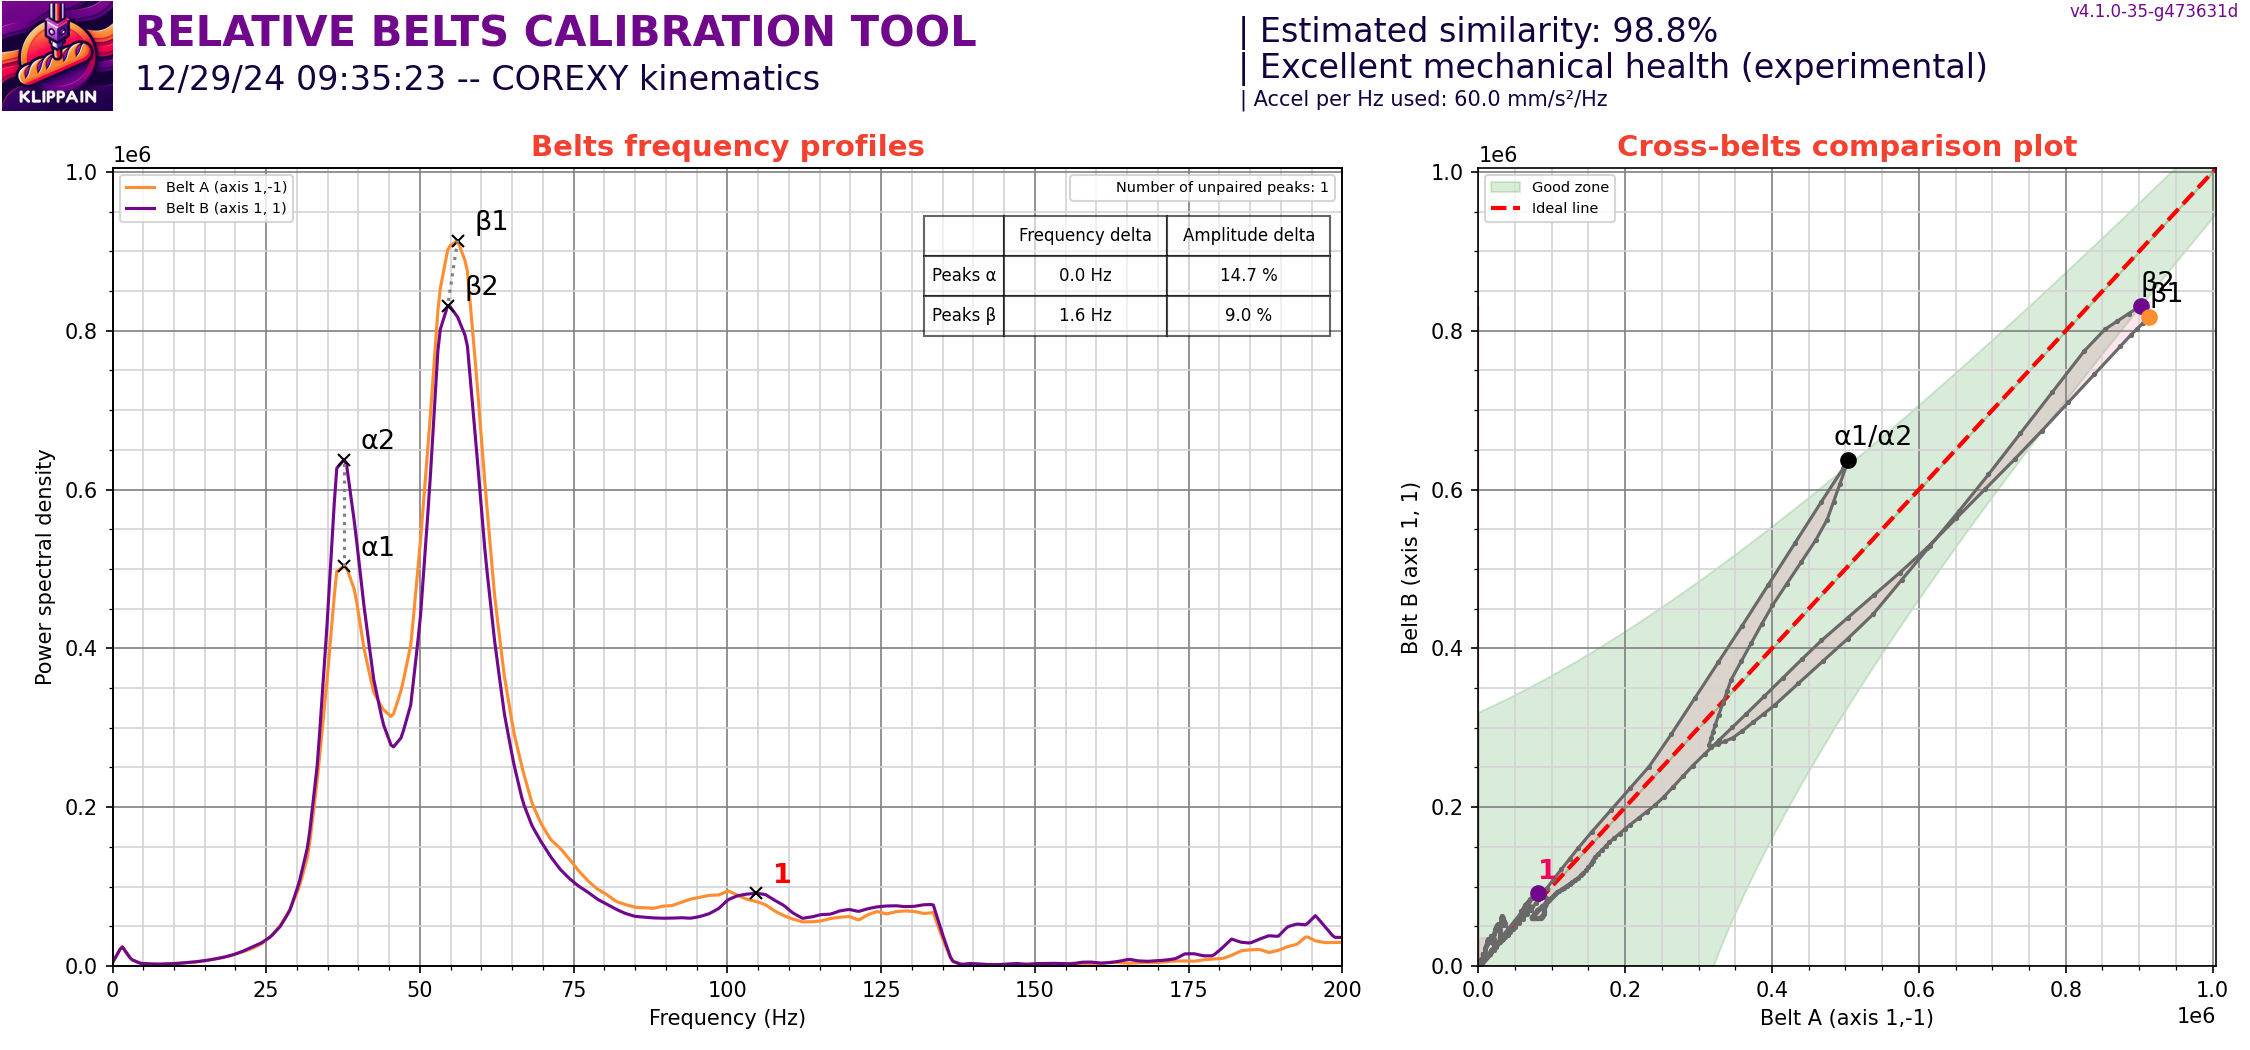 KLIPPAIN
RELATIVE BELTS CALIBRATION TOOL
12/29/24 09:35:23 -- COREXY kinematics
| Estimated similarity: 98.8%
| Excellent mechanical health (experimental)
| Accel per Hz used: 60.0 mm/s²/Hz
v4.1.0-35-g473631d
Belts frequency profiles
1e6
Belt A (axis 1,-1)
Belt B (axis 1, 1)
Number of unpaired peaks: 1
Frequency delta Amplitude delta
Peaks α 0.0 Hz 14.7 %
Peaks β 1.6 Hz 9.0 %
β1
β2
α2
α1
1
Power spectral density
1.0
0.8
0.6
0.4
0.2
0.0
0 25 50 75 100 125 150 175 200
Frequency (Hz)
Cross-belts comparison plot
1e6
Good zone
Ideal line
β2
β1
α1/α2
1
Belt B (axis 1, 1)
1.0
0.8
0.6
0.4
0.2
0.0
0.0 0.2 0.4 0.6 0.8 1.0
Belt A (axis 1,-1)
1e6